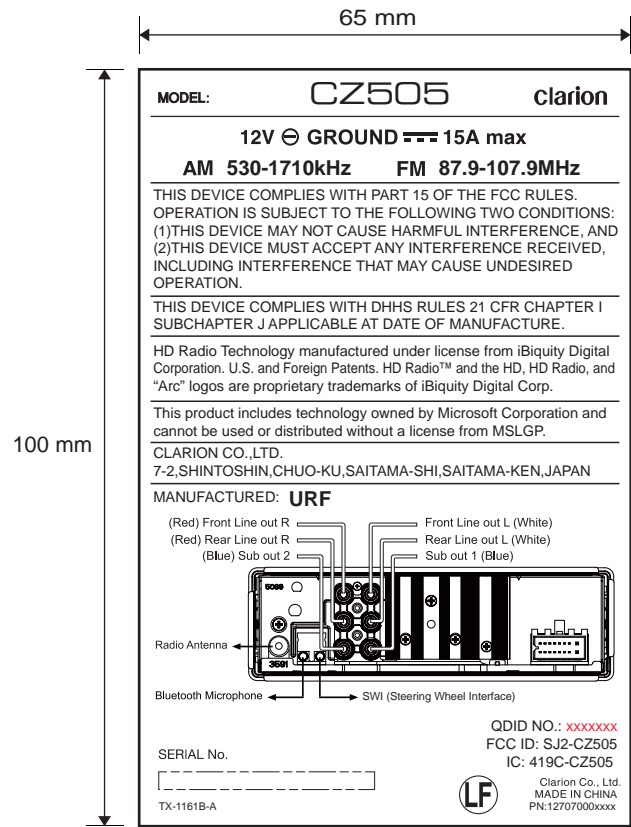 65 mm
100 mm
MODEL: CZ505 clarion
12V ⊖ GROUND ⎓ 15A max
AM 530-1710kHz FM 87.9-107.9MHz
THIS DEVICE COMPLIES WITH PART 15 OF THE FCC RULES.
OPERATION IS SUBJECT TO THE FOLLOWING TWO CONDITIONS:
(1)THIS DEVICE MAY NOT CAUSE HARMFUL INTERFERENCE, AND
(2)THIS DEVICE MUST ACCEPT ANY INTERFERENCE RECEIVED,
INCLUDING INTERFERENCE THAT MAY CAUSE UNDESIRED
OPERATION.
THIS DEVICE COMPLIES WITH DHHS RULES 21 CFR CHAPTER I
SUBCHAPTER J APPLICABLE AT DATE OF MANUFACTURE.
HD Radio Technology manufactured under license from iBiquity Digital
Corporation. U.S. and Foreign Patents. HD Radio™ and the HD, HD Radio, and
“Arc” logos are proprietary trademarks of iBiquity Digital Corp.
This product includes technology owned by Microsoft Corporation and
cannot be used or distributed without a license from MSLGP.
CLARION CO.,LTD.
7-2,SHINTOSHIN,CHUO-KU,SAITAMA-SHI,SAITAMA-KEN,JAPAN
MANUFACTURED: URF
(Red) Front Line out R Front Line out L (White)
(Red) Rear Line out R Rear Line out L (White)
(Blue) Sub out 2 Sub out 1 (Blue)
5099
Radio Antenna
3591
Bluetooth Microphone SWI (Steering Wheel Interface)
QDID NO.: xxxxxxx
FCC ID: SJ2-CZ505
IC: 419C-CZ505
SERIAL No.
LF
Clarion Co., Ltd.
MADE IN CHINA
PN:12707000xxxx
TX-1161B-A